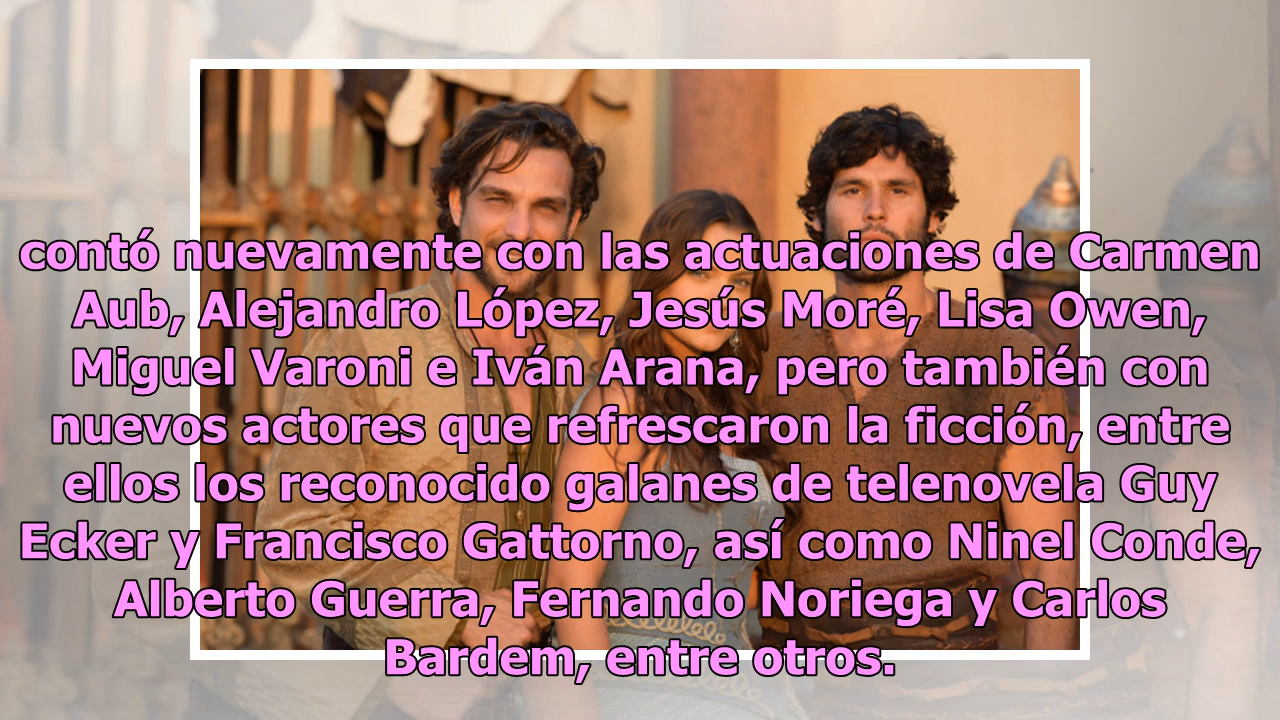 contó nuevamente con las actuaciones de Carmen
Aub, Alejandro López, Jesús Moré, Lisa Owen,
Miguel Varoni e Iván Arana, pero también con
nuevos actores que refrescaron la ficción, entre
ellos los reconocido galanes de telenovela Guy
Ecker y Francisco Gattorno, así como Ninel Conde,
Alberto Guerra, Fernando Noriega y Carlos
Bardem, entre otros.